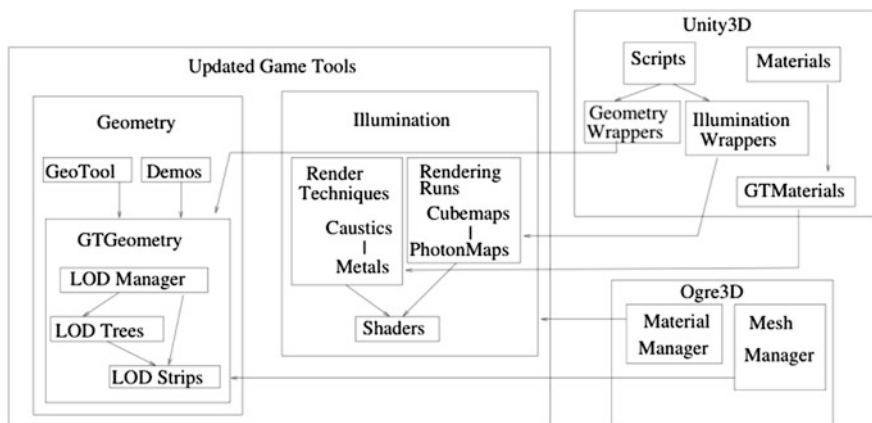 Updated Game Tools
Geometry
GeoTool
Demos
GTGeometry
LOD Manager
LOD Trees
LOD Strips
Illumination
Render
Techniques
Caustics
Metals
Rendering
Runs
Cubemaps
PhotonMaps
Shaders
Unity3D
Scripts
Materials
Geometry
Wrappers
Illumination
Wrappers
GTMaterials
Ogre3D
Material
Manager
Mesh
Manager